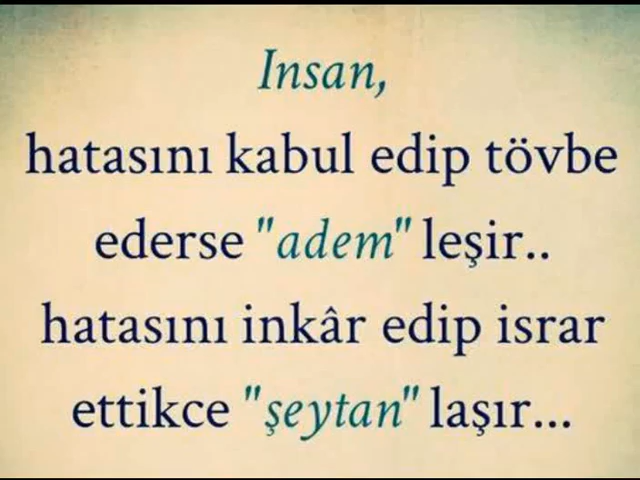 Insan,
hatasını kabul edip tövbe
ederse "adem" leşir..
hatasını inkâr edip israr
ettikce "şeytan" laşır...